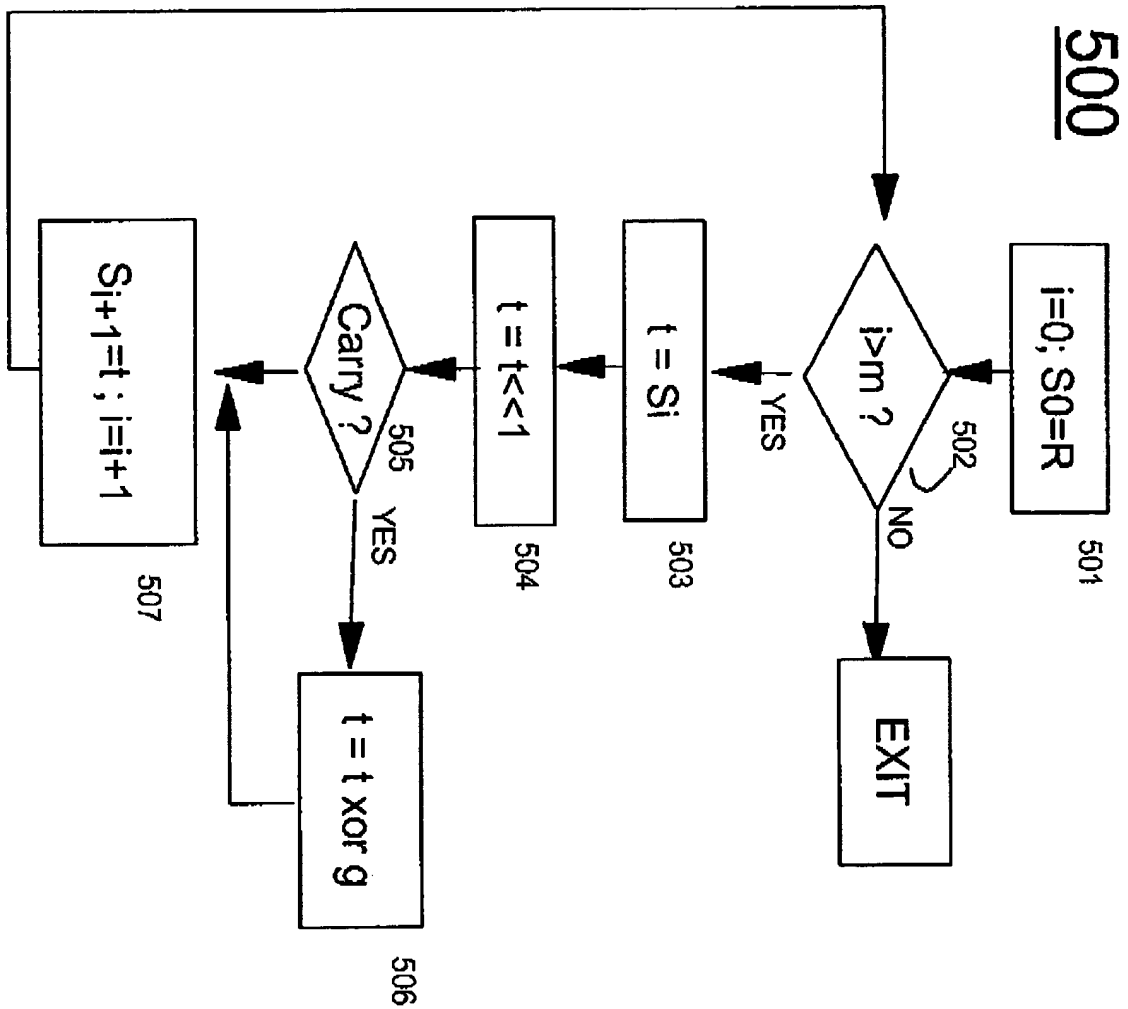 500
i=0; S0=R
501
i>m ?
502
NO
EXIT
YES
t = Si
503
t = t<<1
504
Carry ?
505
YES
t = t xor g
506
Si+1=t ; i=i+1
507